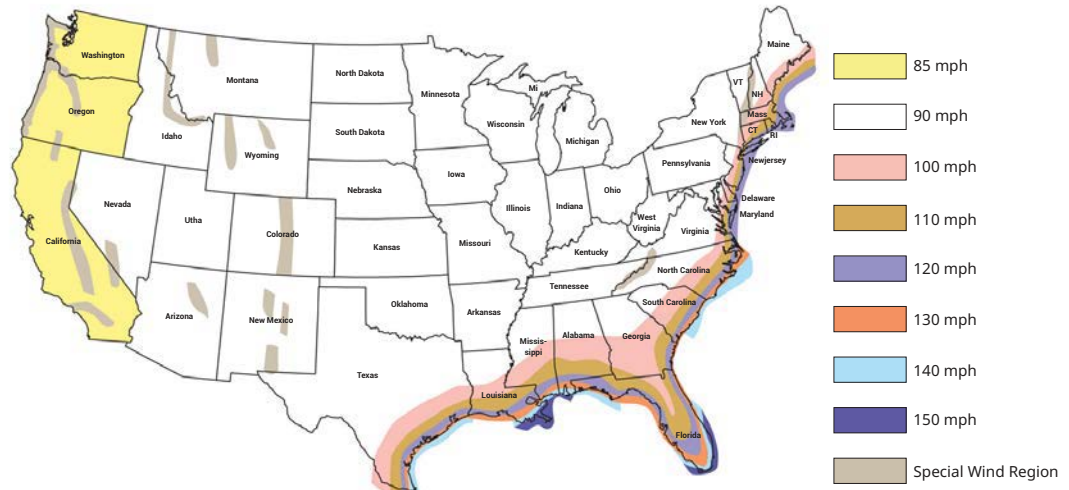 Washington
Oregon
California
Nevada
Idaho
Montana
Wyoming
Utha
Arizona
Colorado
New Mexico
North Dakota
South Dakota
Nebraska
Kansas
Oklahoma
Texas
Minnesota
Iowa
Missouri
Arkansas
Louisiana
Wisconsin
Mi
Michigan
Illinois
Indiana
Ohio
Kentucky
Tennessee
Missis-
sippi
Alabama
Georgia
Florida
South Carolina
North Carolina
West
Virginia
Virginia
Pennsylvania
New York
VT
NH
Maine
Mass
CT
RI
Newjersey
Delaware
Maryland
85 mph
90 mph
100 mph
110 mph
120 mph
130 mph
140 mph
150 mph
Special Wind Region